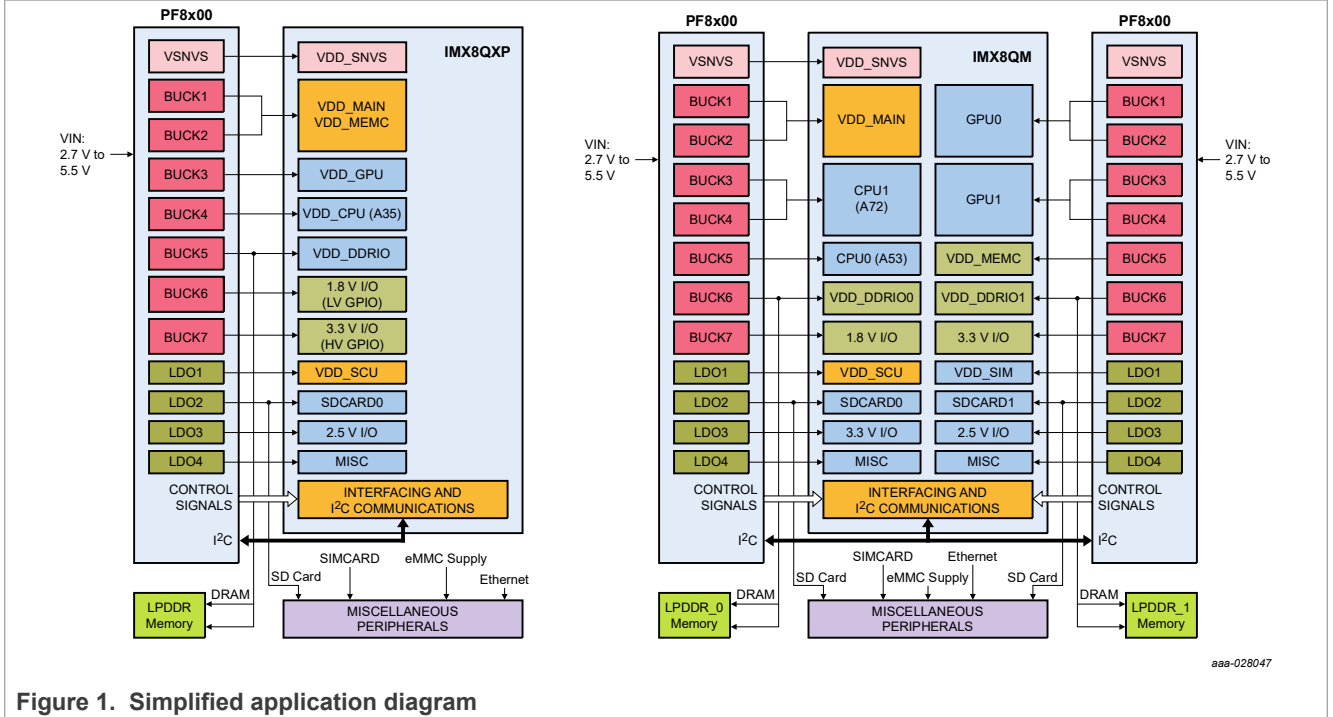 PF8x00
IMX8QXP
VIN:
2.7 V to
5.5 V
VSNVS
VDD_SNVS
BUCK1
BUCK2
VDD_MAIN
VDD_MEMC
BUCK3
VDD_GPU
BUCK4
VDD_CPU (A35)
BUCK5
VDD_DDRIO
BUCK6
1.8 V I/O
(LV GPIO)
BUCK7
3.3 V I/O
(HV GPIO)
LDO1
VDD_SCU
LDO2
SDCARD0
LDO3
2.5 V I/O
LDO4
MISC
CONTROL
SIGNALS
INTERFACING AND
I2C COMMUNICATIONS
I2C
SIMCARD
eMMC Supply
SD Card
Ethernet
DRAM
LPDDR
Memory
MISCELLANEOUS
PERIPHERALS
PF8x00
PF8x00
IMX8QM
VIN:
2.7 V to
5.5 V
VIN:
2.7 V to
5.5 V
VSNVS
VDD_SNVS
VSNVS
BUCK1
BUCK2
VDD_MAIN
GPU0
BUCK1
BUCK2
BUCK3
BUCK4
CPU1
(A72)
GPU1
BUCK3
BUCK4
BUCK5
CPU0 (A53)
VDD_MEMC
BUCK5
BUCK6
VDD_DDRIO0
VDD_DDRIO1
BUCK6
BUCK7
1.8 V I/O
3.3 V I/O
BUCK7
LDO1
VDD_SCU
VDD_SIM
LDO1
LDO2
SDCARD0
SDCARD1
LDO2
LDO3
3.3 V I/O
2.5 V I/O
LDO3
LDO4
MISC
MISC
LDO4
CONTROL
SIGNALS
INTERFACING AND
I2C COMMUNICATIONS
CONTROL
SIGNALS
I2C
I2C
SIMCARD
Ethernet
SD Card
eMMC Supply
SD Card
DRAM
DRAM
LPDDR_0
Memory
MISCELLANEOUS
PERIPHERALS
LPDDR_1
Memory
aaa-028047
Figure 1. Simplified application diagram